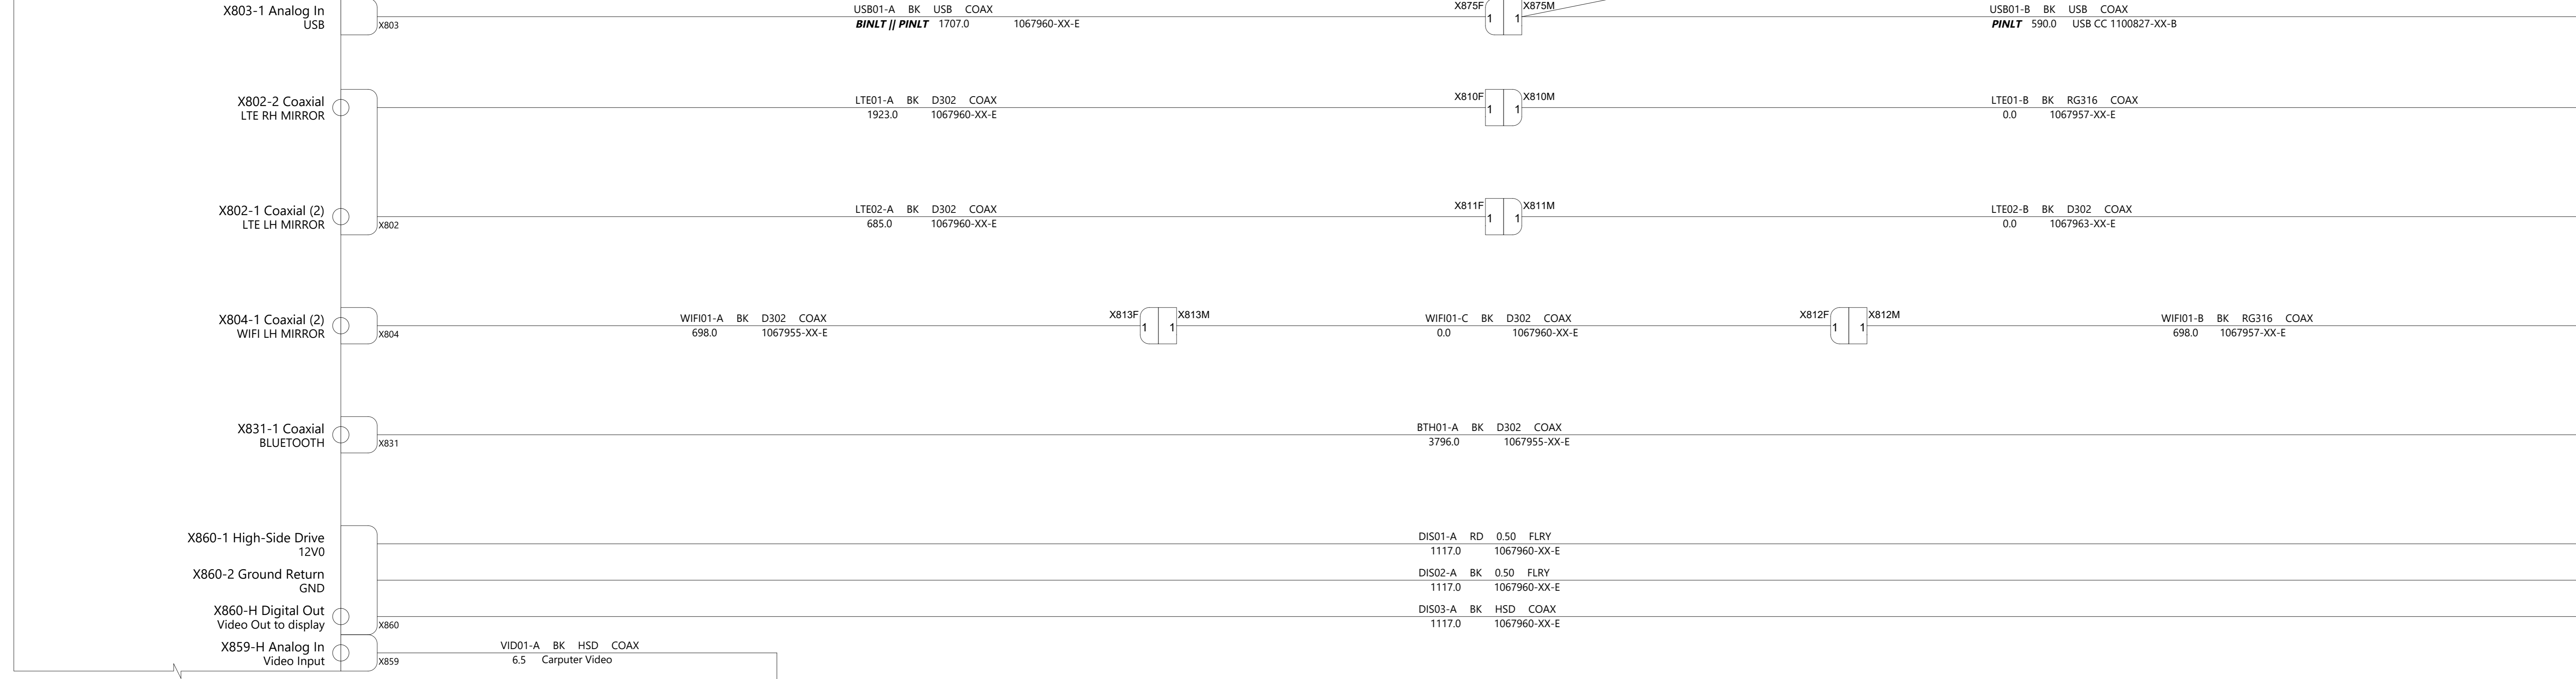 X803-1 Analog In
USB
X803
USB01-A BK USB COAX
BINLT || PINLT 1707.0 1067960-XX-E
X875F X875M
1 1
USB01-B BK USB COAX
PINLT 590.0 USB CC 1100827-XX-B
X802-2 Coaxial
LTE RH MIRROR
LTE01-A BK D302 COAX
1923.0 1067960-XX-E
X810F X810M
1 1
LTE01-B BK RG316 COAX
0.0 1067957-XX-E
X802-1 Coaxial (2)
LTE LH MIRROR
X802
LTE02-A BK D302 COAX
685.0 1067960-XX-E
X811F X811M
1 1
LTE02-B BK D302 COAX
0.0 1067963-XX-E
X804-1 Coaxial (2)
WIFI LH MIRROR
X804
WIFI01-A BK D302 COAX
698.0 1067955-XX-E
X813F X813M
1 1
WIFI01-C BK D302 COAX
0.0 1067960-XX-E
X812F X812M
1 1
WIFI01-B BK RG316 COAX
698.0 1067957-XX-E
X831-1 Coaxial
BLUETOOTH
X831
BTH01-A BK D302 COAX
3796.0 1067955-XX-E
X860-1 High-Side Drive
12V0
DIS01-A RD 0.50 FLRY
1117.0 1067960-XX-E
X860-2 Ground Return
GND
DIS02-A BK 0.50 FLRY
1117.0 1067960-XX-E
X860-H Digital Out
Video Out to display
X860
DIS03-A BK HSD COAX
1117.0 1067960-XX-E
X859-H Analog In
Video Input
X859
VID01-A BK HSD COAX
6.5 Carputer Video